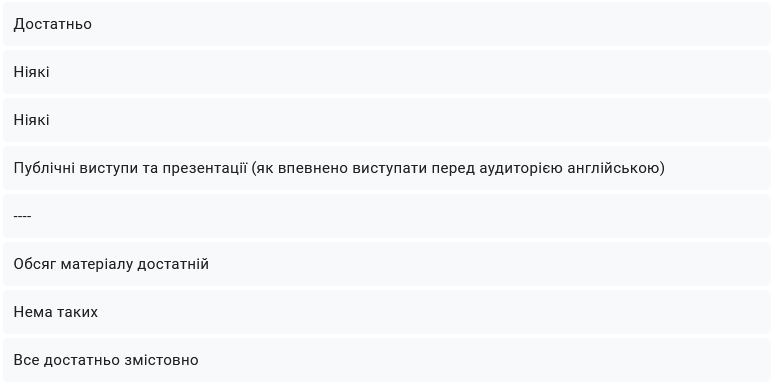 Достатньо
Ніякі
Ніякі
Публічні виступи та презентації (як впевнено виступати перед аудиторією англійською)
----
Обсяг матеріалу достатній
Нема таких
Все достатньо змістовно